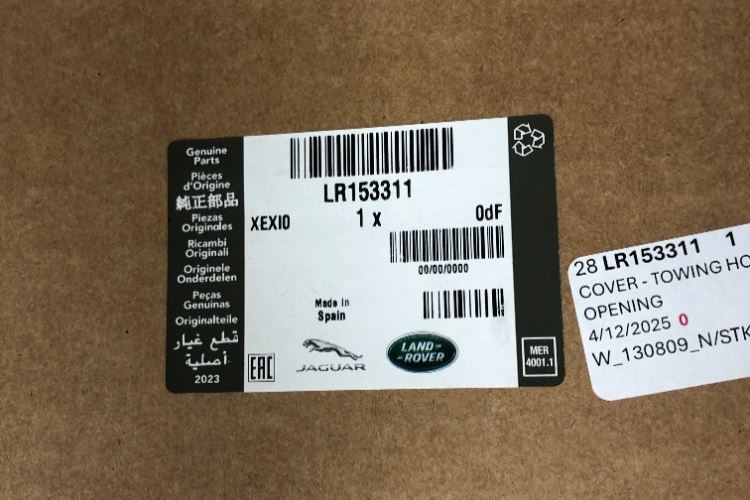 Genuine
Parts
Pièces
d'Origine
純正部品
Piezas
Originales
Ricambi
Originali
Originele
Onderdelen
Peças
Genuinas
Originalteile
قطع غيار
أصلية
2023
LR153311
XEXIO 1 x 0dF
00/00/0000
Made in
Spain
EAC
JAGUAR
LAND
ROVER
MER
4001.1
28 LR153311 1
COVER - TOWING HO
OPENING
4/12/2025 0
W_130809_N/STK